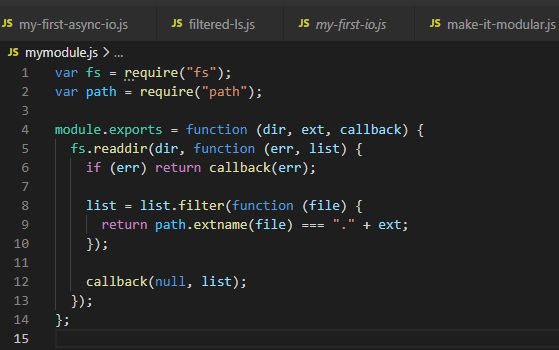 JS my-first-async-io.js JS filtered-ls.js JS my-first-io.js JS make-it-modular.js
JS mymodule.js > ...
1 var fs = require("fs");
2 var path = require("path");
3
4 module.exports = function (dir, ext, callback) {
5   fs.readdir(dir, function (err, list) {
6     if (err) return callback(err);
7
8     list = list.filter(function (file) {
9       return path.extname(file) === "." + ext;
10     });
11
12     callback(null, list);
13   });
14 };
15